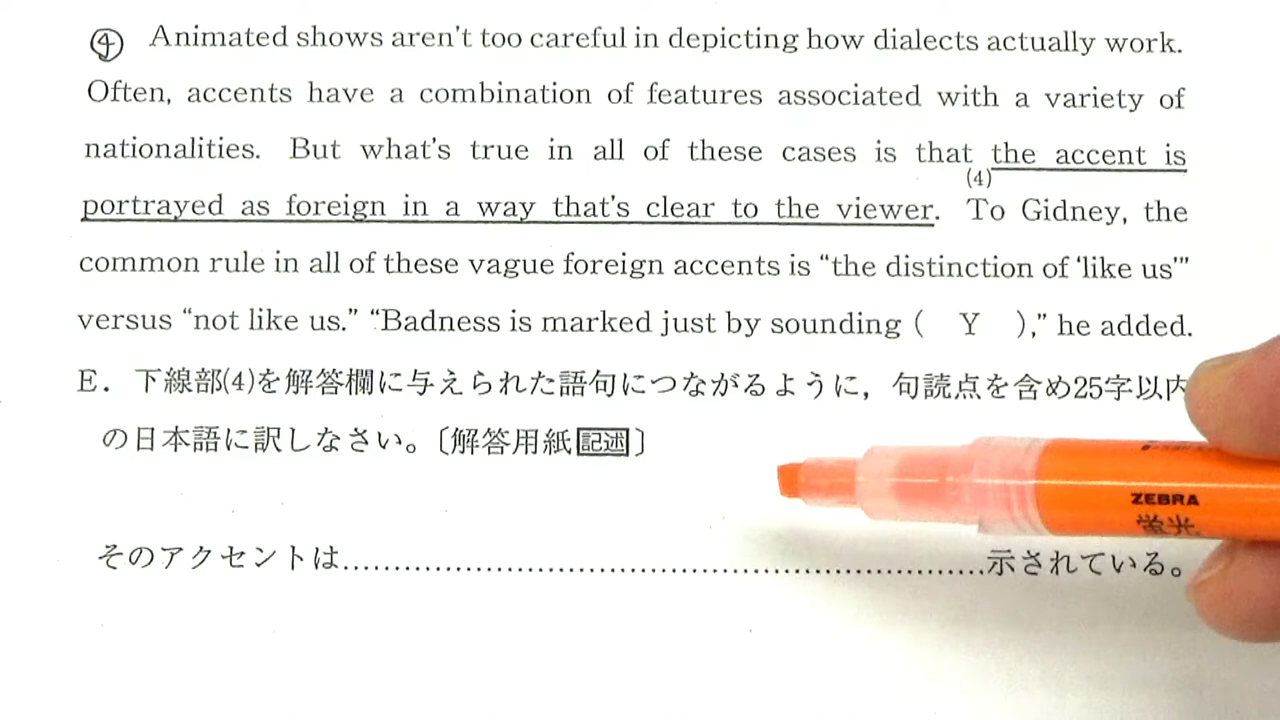 ④ Animated shows aren't too careful in depicting how dialects actually work.
Often, accents have a combination of features associated with a variety of
nationalities. But what's true in all of these cases is that the accent is
(4)
portrayed as foreign in a way that's clear to the viewer. To Gidney, the
common rule in all of these vague foreign accents is “the distinction of ‘like us’”
versus “not like us.” “Badness is marked just by sounding ( Y ),” he added.
E. 下線部(4)を解答欄に与えられた語句につながるように，句読点を含め25字以内
の日本語に訳しなさい。〔解答用紙記述〕
ZEBRA
蛍光
そのアクセントは……………………………………………………示されている。